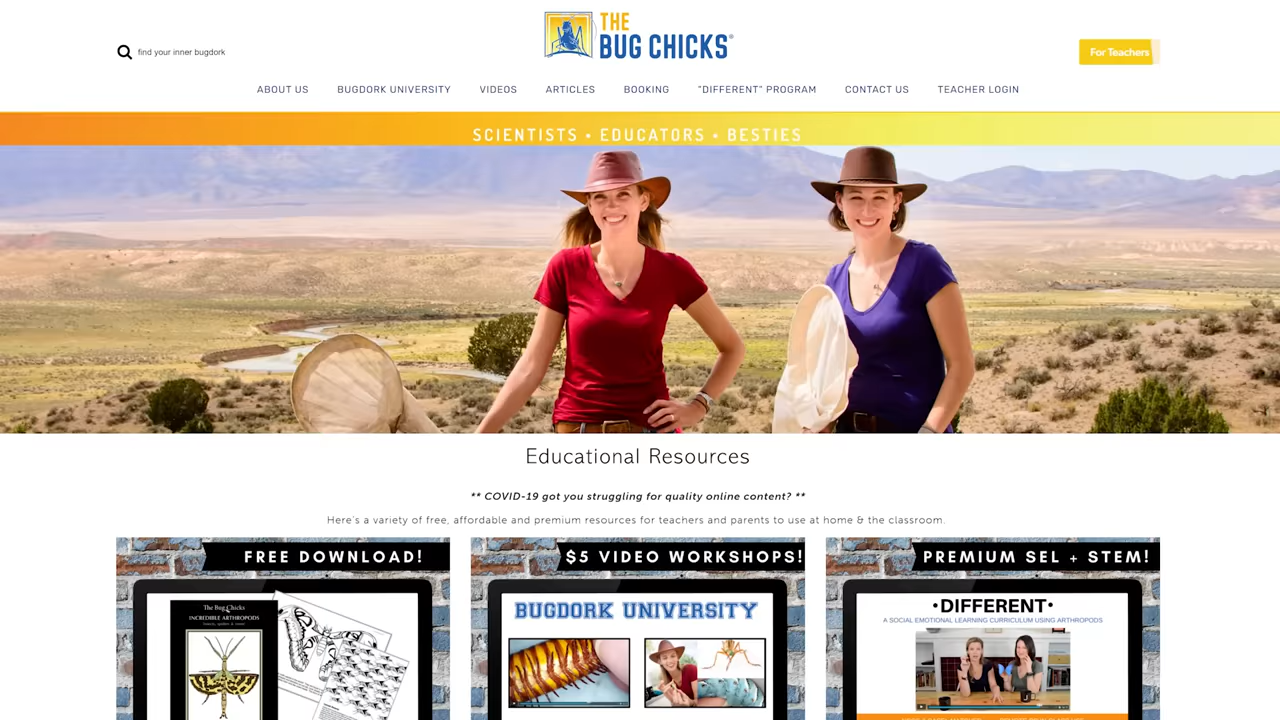 THE
BUG CHICKS®
find your inner bugdork
For Teachers
ABOUT US BUGDORK UNIVERSITY VIDEOS ARTICLES BOOKING "DIFFERENT" PROGRAM CONTACT US TEACHER LOGIN
SCIENTISTS • EDUCATORS • BESTIES
Educational Resources
** COVID-19 got you struggling for quality online content? **
Here's a variety of free, affordable and premium resources for teachers and parents to use at home & the classroom.
FREE DOWNLOAD!
The Bug Chicks
INCREDIBLE ARTHROPODS
$5 VIDEO WORKSHOPS!
BUGDORK UNIVERSITY
PREMIUM SEL + STEM!
•DIFFERENT•
A SOCIAL EMOTIONAL LEARNING CURRICULUM USING ARTHROPODS